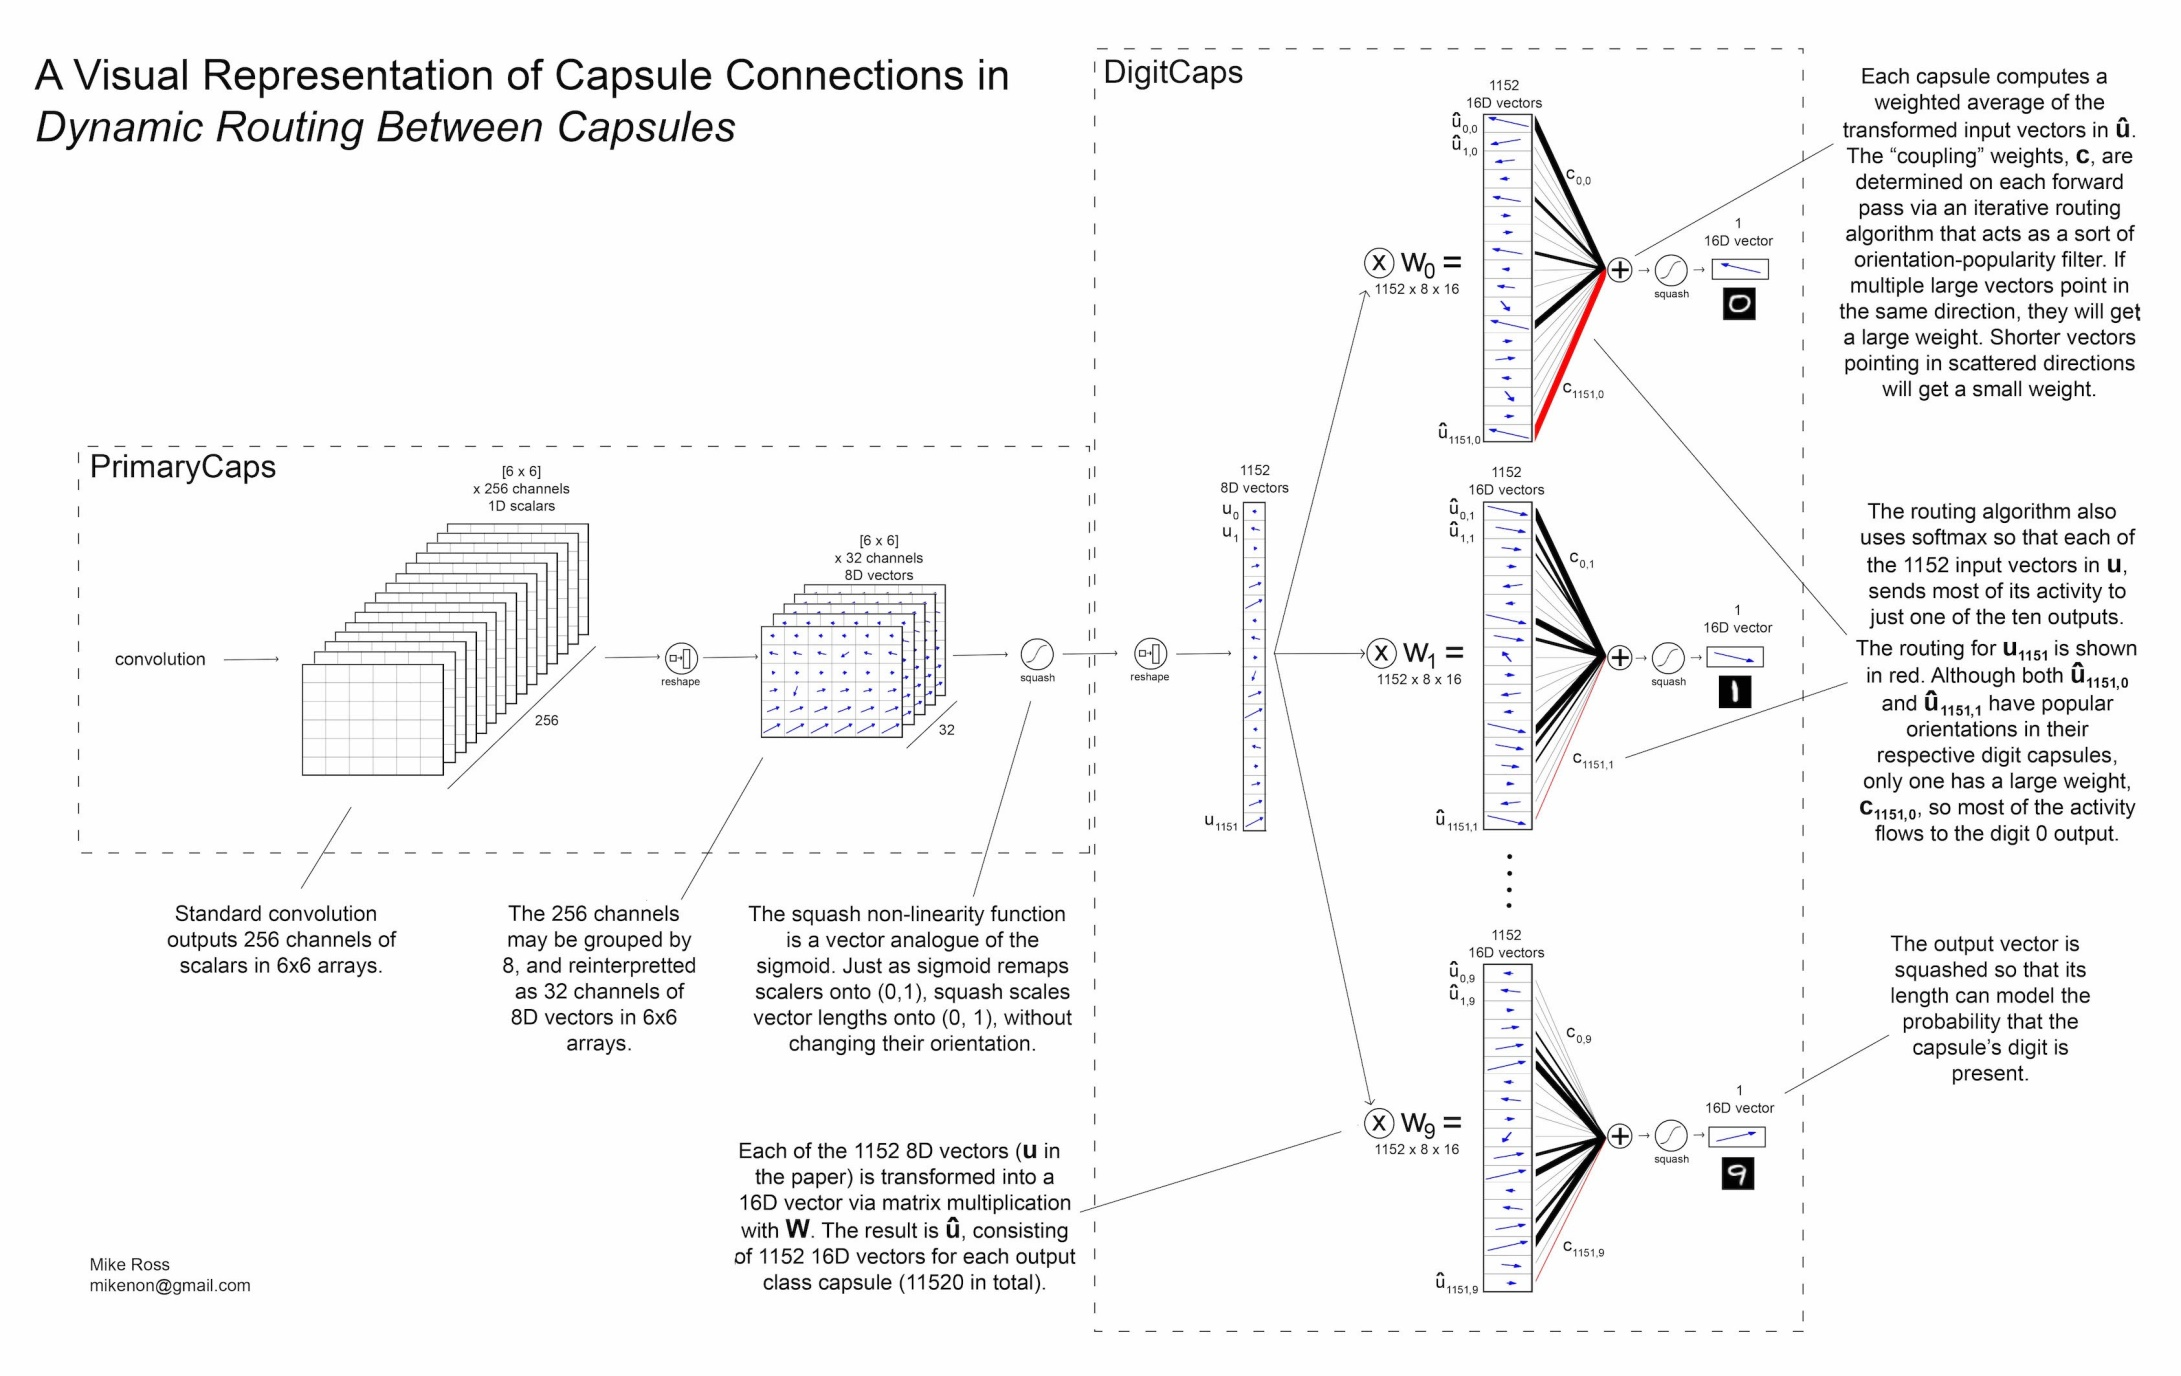 A Visual Representation of Capsule Connections in
Dynamic Routing Between Capsules
PrimaryCaps
convolution
[6 x 6]
x 256 channels
1D scalars
256
reshape
[6 x 6]
x 32 channels
8D vectors
32
squash
Standard convolution
outputs 256 channels of
scalars in 6x6 arrays.
The 256 channels
may be grouped by
8, and reinterpretted
as 32 channels of
8D vectors in 6x6
arrays.
The squash non-linearity function
is a vector analogue of the
sigmoid. Just as sigmoid remaps
scalers onto (0,1), squash scales
vector lengths onto (0, 1), without
changing their orientation.
Each of the 1152 8D vectors (u in
the paper) is transformed into a
16D vector via matrix multiplication
with W. The result is û, consisting
of 1152 16D vectors for each output
class capsule (11520 in total).
Mike Ross
mikenon@gmail.com
DigitCaps
reshape
1152
8D vectors
u0
u1
u1151
X W0 =
1152 x 8 x 16
1152
16D vectors
û0,0
û1,0
û1151,0
c0,0
c1151,0
+
squash
1
16D vector
0
X W1 =
1152 x 8 x 16
1152
16D vectors
û0,1
û1,1
û1151,1
c0,1
c1151,1
+
squash
1
16D vector
1
X W9 =
1152 x 8 x 16
1152
16D vectors
û0,9
û1,9
û1151,9
c0,9
c1151,9
+
squash
1
16D vector
9
Each capsule computes a
weighted average of the
transformed input vectors in û.
The “coupling” weights, c, are
determined on each forward
pass via an iterative routing
algorithm that acts as a sort of
orientation-popularity filter. If
multiple large vectors point in
the same direction, they will get
a large weight. Shorter vectors
pointing in scattered directions
will get a small weight.
The routing algorithm also
uses softmax so that each of
the 1152 input vectors in u,
sends most of its activity to
just one of the ten outputs.
The routing for u1151 is shown
in red. Although both û1151,0
and û1151,1 have popular
orientations in their
respective digit capsules,
only one has a large weight,
c1151,0, so most of the activity
flows to the digit 0 output.
The output vector is
squashed so that its
length can model the
probability that the
capsule’s digit is
present.